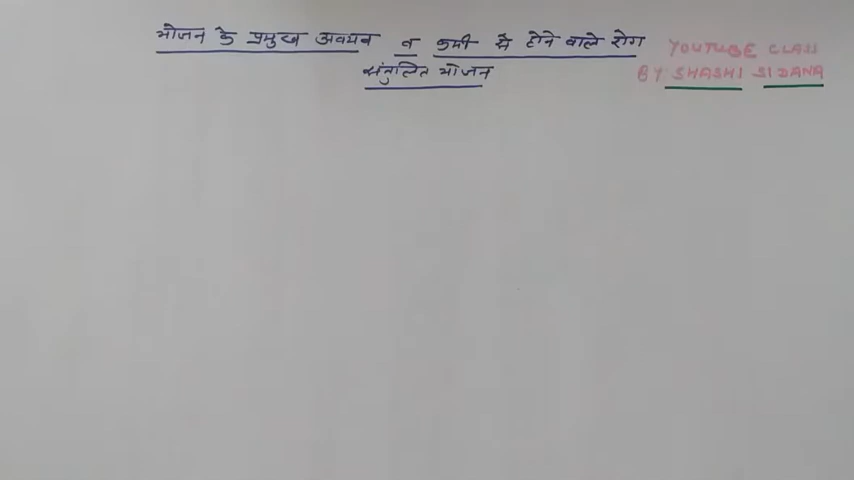 भोजन के प्रमुख अवयव व कमी से होने वाले रोग
संतुलित भोजन
YOUTUBE CLASS
BY SHASHI SIDANA